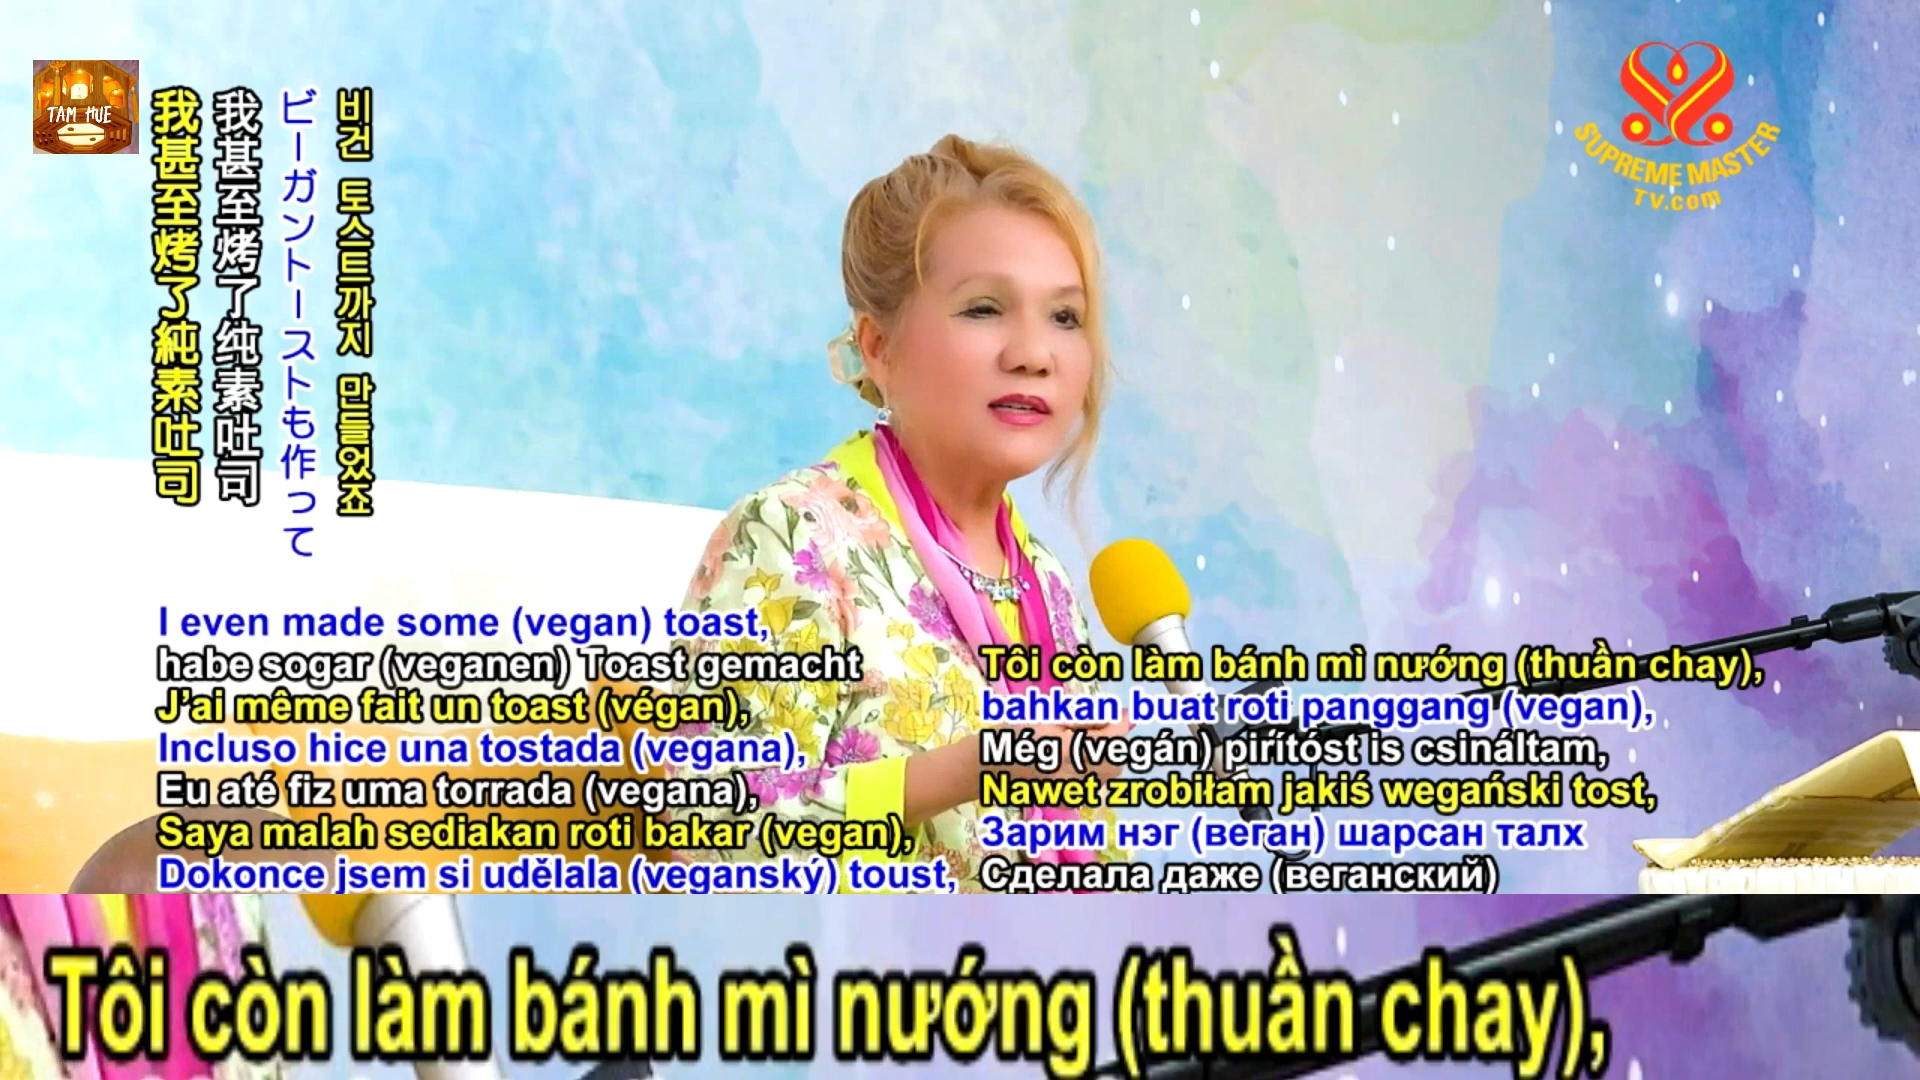 TAM HUE
我甚至烤了純素吐司
我甚至烤了纯素吐司
ビーガントーストも作って
비건 토스트까지 만들었죠
SUPREME MASTER
TV.com
I even made some (vegan) toast,
habe sogar (veganen) Toast gemacht
J'ai même fait un toast (végan),
Incluso hice una tostada (vegana),
Eu até fiz uma torrada (vegana),
Saya malah sediakan roti bakar (vegan),
Dokonce jsem si udělala (veganský) toust,
Tôi còn làm bánh mì nướng (thuần chay),
bahkan buat roti panggang (vegan),
Még (vegán) pirítóst is csináltam,
Nawet zrobiłam jakiś wegański tost,
Зарим нэг (веган) шарсан талх
Сделала даже (веганский)
Tôi còn làm bánh mì nướng (thuần chay),